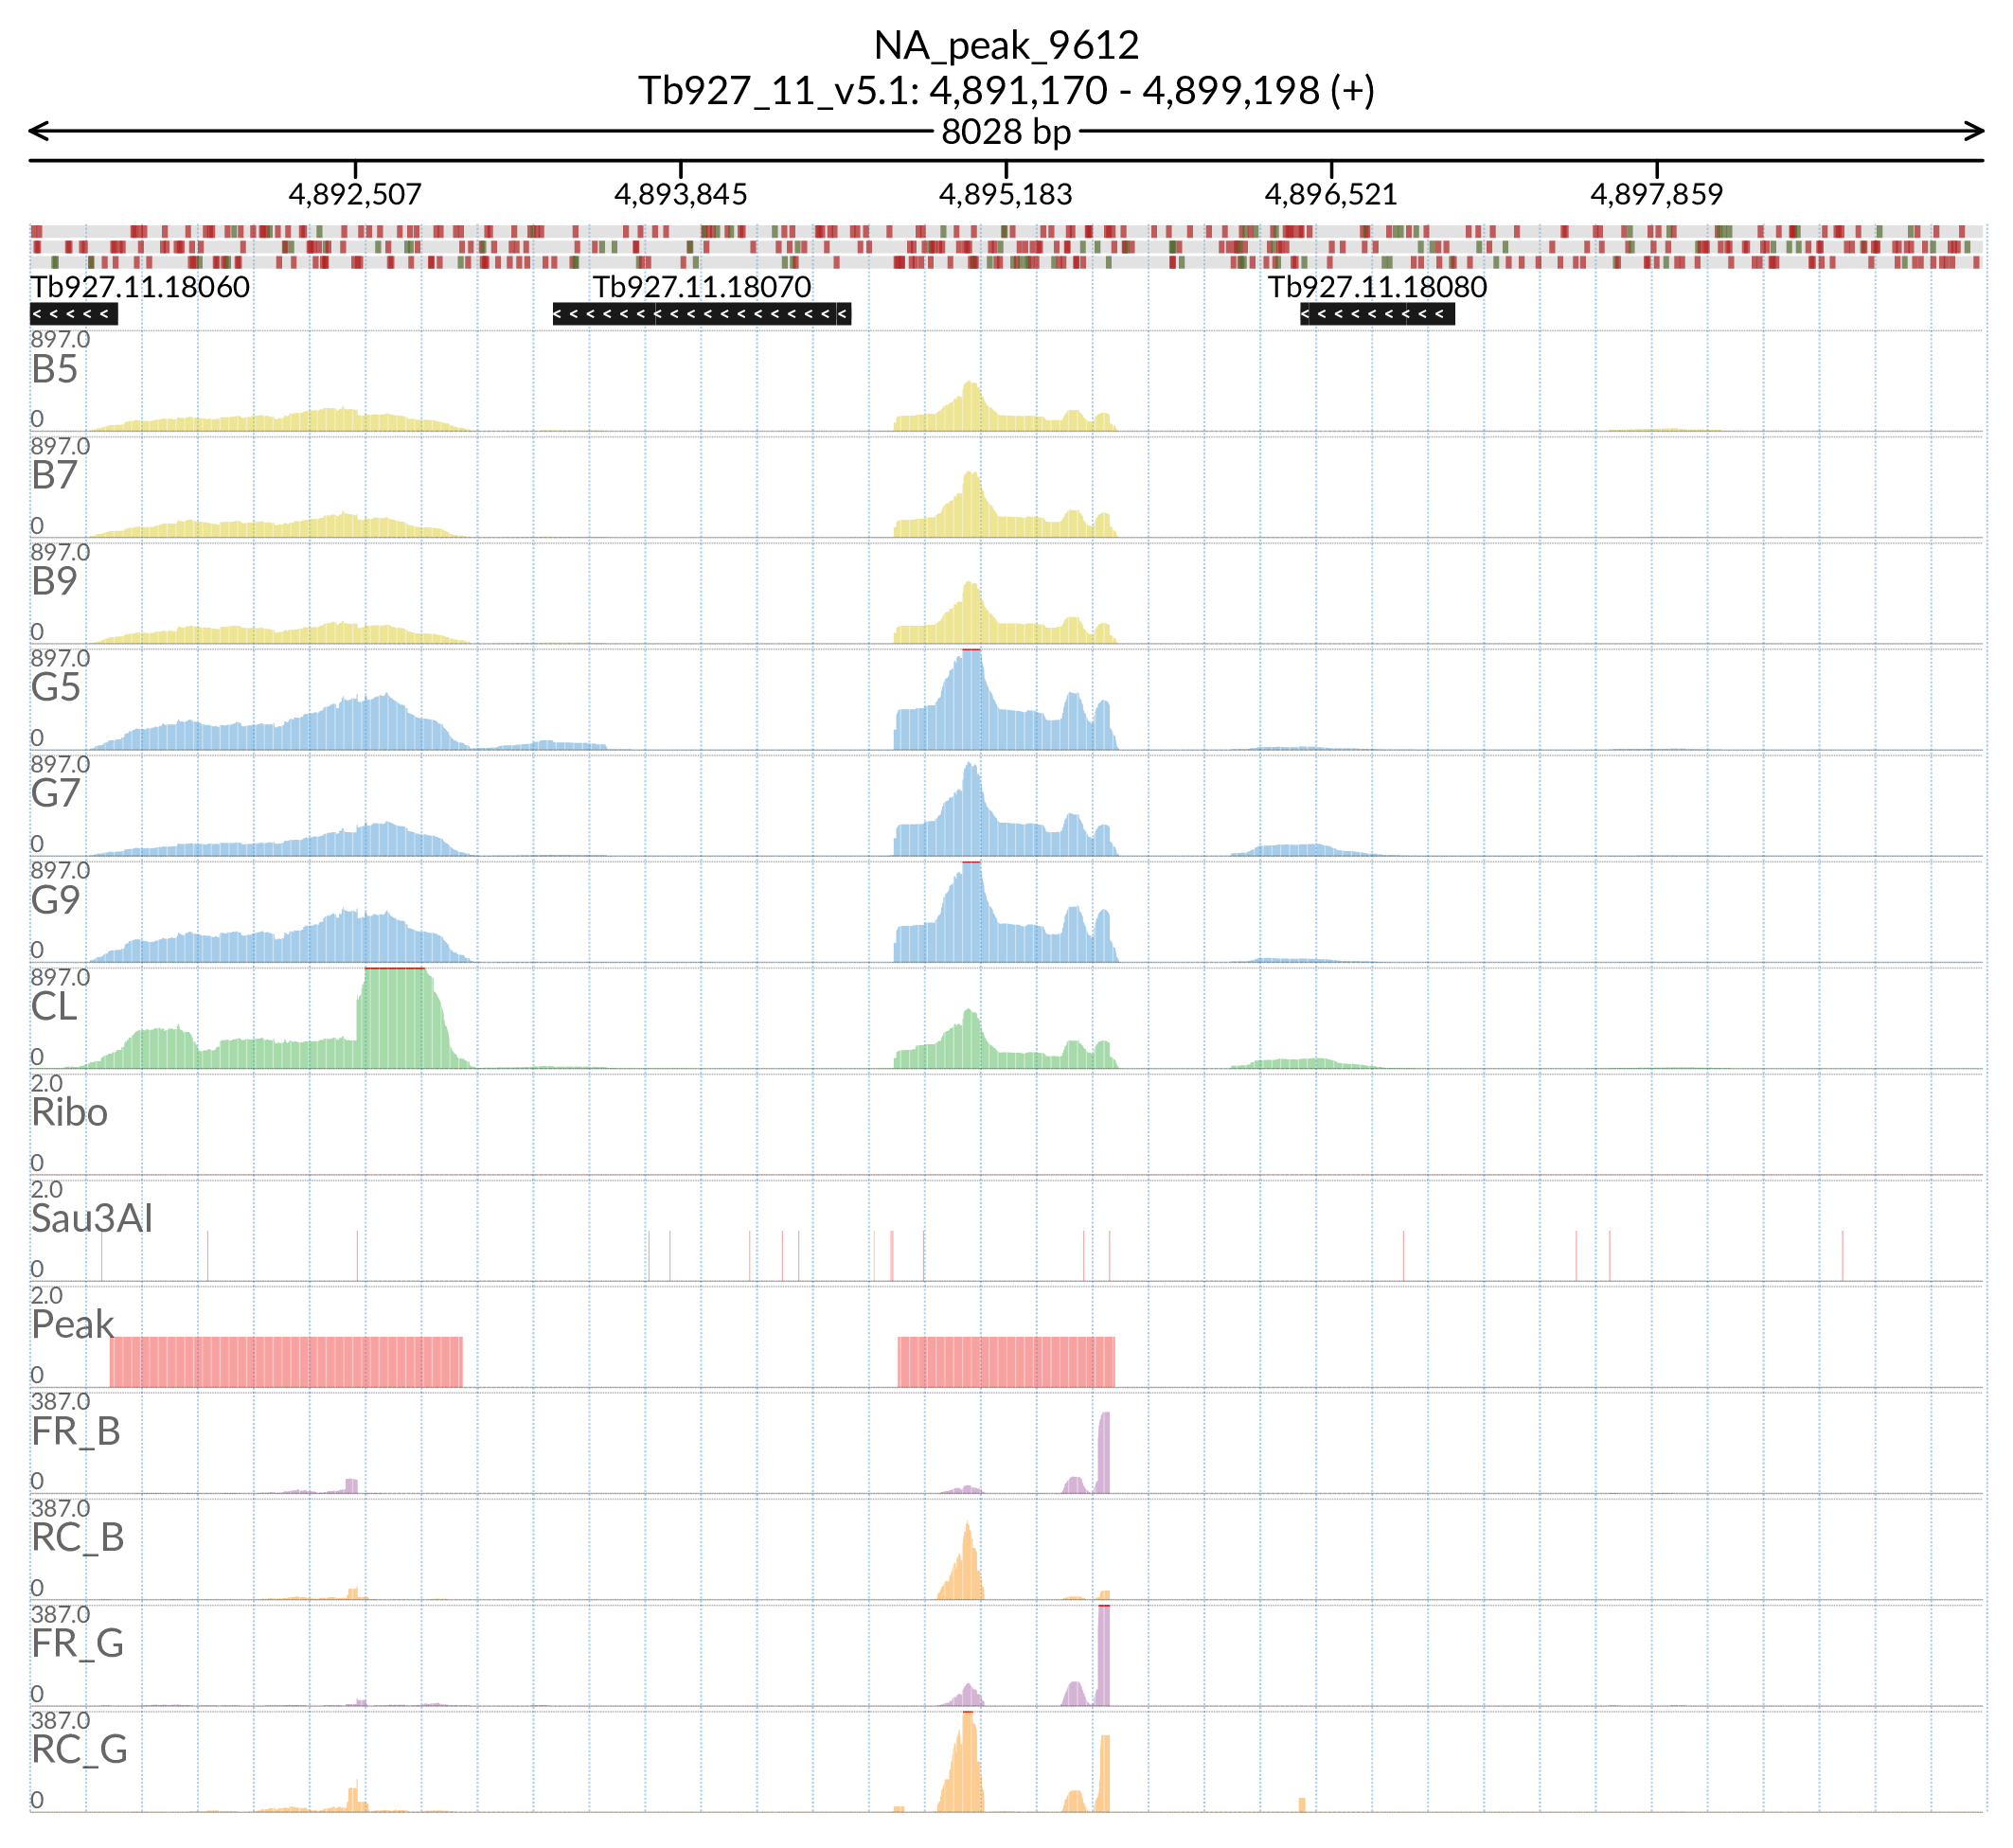 NA_peak_9612
Tb927_11_v5.1: 4,891,170 - 4,899,198 (+)
8028 bp
4,892,507 4,893,845 4,895,183 4,896,521 4,897,859
Tb927.11.18060 Tb927.11.18070 Tb927.11.18080
897.0
B5
0
897.0
B7
0
897.0
B9
0
897.0
G5
0
897.0
G7
0
897.0
G9
0
897.0
CL
0
2.0
Ribo
0
2.0
Sau3AI
0
2.0
Peak
0
387.0
FR_B
0
387.0
RC_B
0
387.0
FR_G
0
387.0
RC_G
0